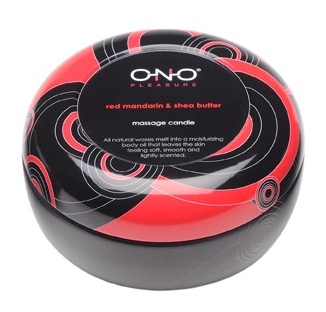 O·N·O®
PLEASURE
red mandarin & shea butter
massage candle
All natural waxes melt into a moisturizing
body oil that leaves the skin
feeling soft, smooth and
lightly scented.